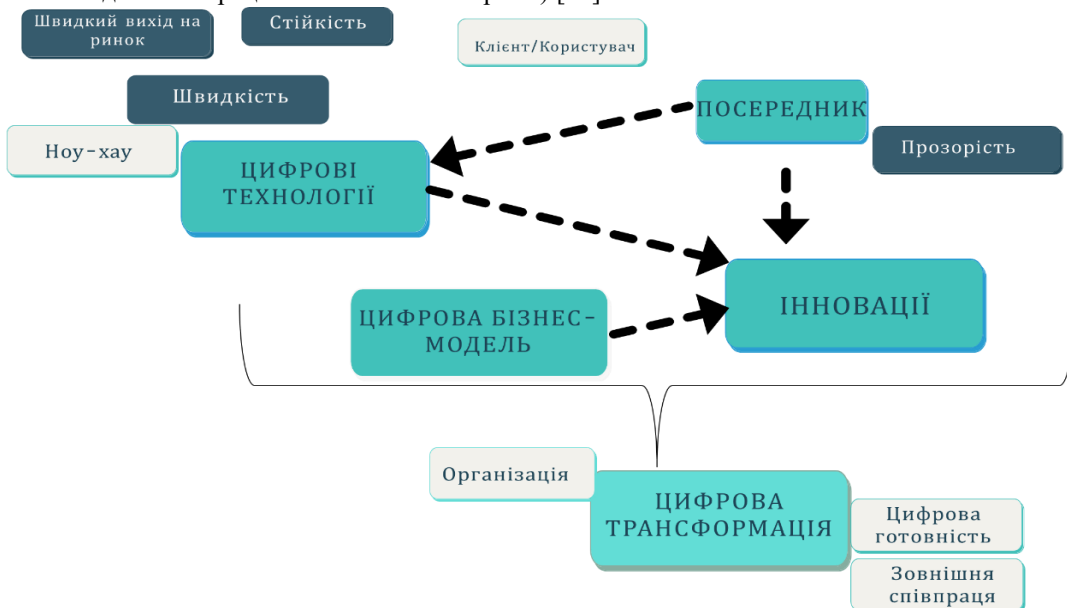 Швидкий вихід на
ринок
Стійкість
Клієнт/Користувач
Швидкість
ПОСЕРЕДНИК
Ноу-хау
Прозорість
ЦИФРОВІ
ТЕХНОЛОГІЇ
ІННОВАЦІЇ
ЦИФРОВА БІЗНЕС-
МОДЕЛЬ
Організація
ЦИФРОВА
ТРАНСФОРМАЦІЯ
Цифрова
готовність
Зовнішня
співпраця